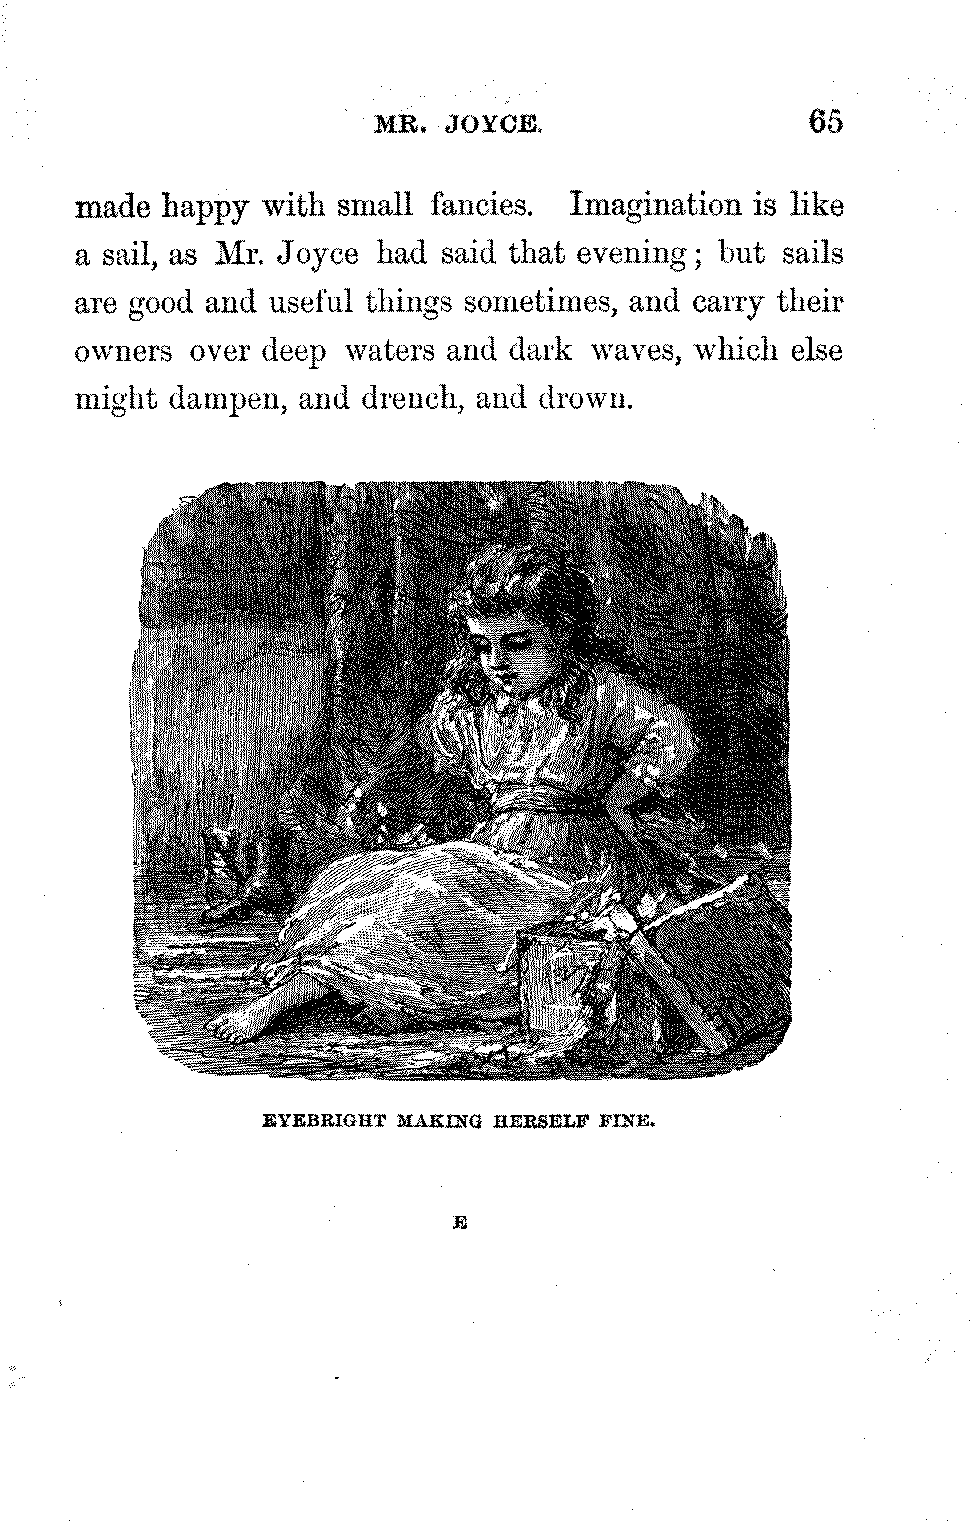 MR. JOYCE. 65
made happy with small fancies. Imagination is like
a sail, as Mr. Joyce had said that evening; but sails
are good and useful things sometimes, and carry their
owners over deep waters and dark waves, which else
might dampen, and drench, and drown.
EYEBRIGHT MAKING HERSELF FINE.
E